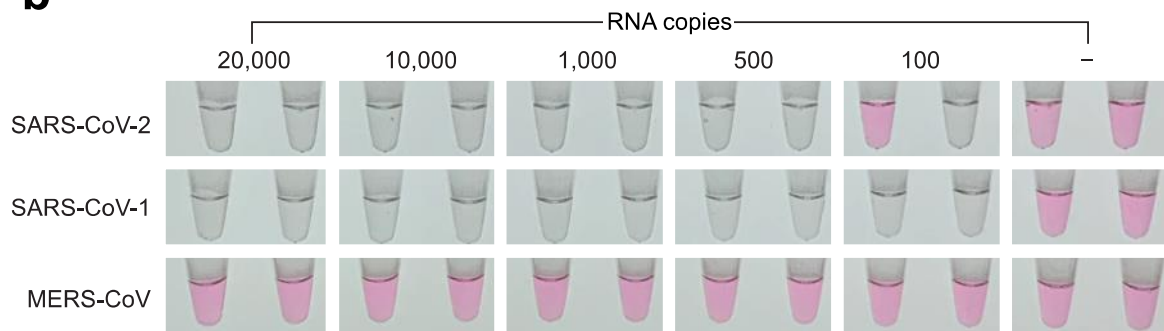 b
RNA copies
20,000 10,000 1,000 500 100 –
SARS-CoV-2
SARS-CoV-1
MERS-CoV